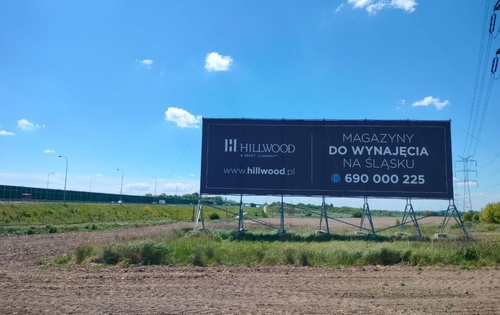 HILLWOOD
A PEROT COMPANY
www.hillwood.pl
MAGAZYNY
DO WYNAJĘCIA
NA ŚLĄSKU
690 000 225